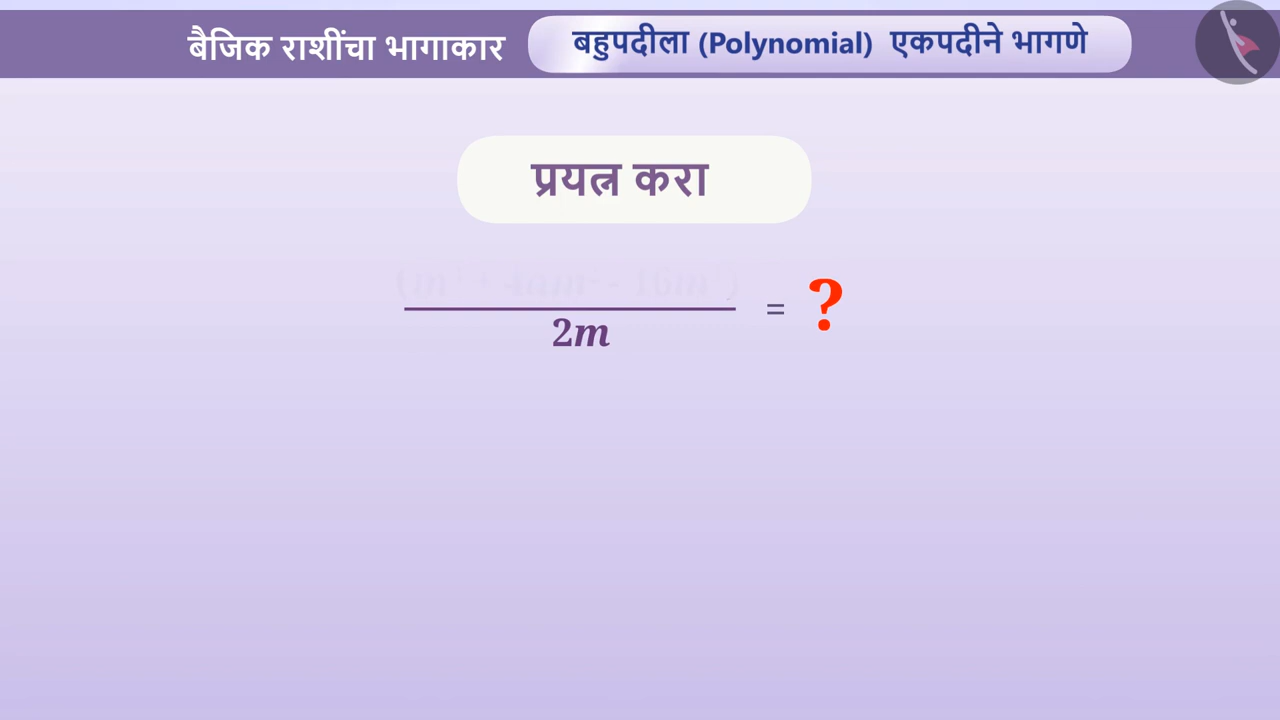 बैजिक राशींचा भागाकार बहुपदीला (Polynomial) एकपदीने भागणे
प्रयत्न करा
2m = ?